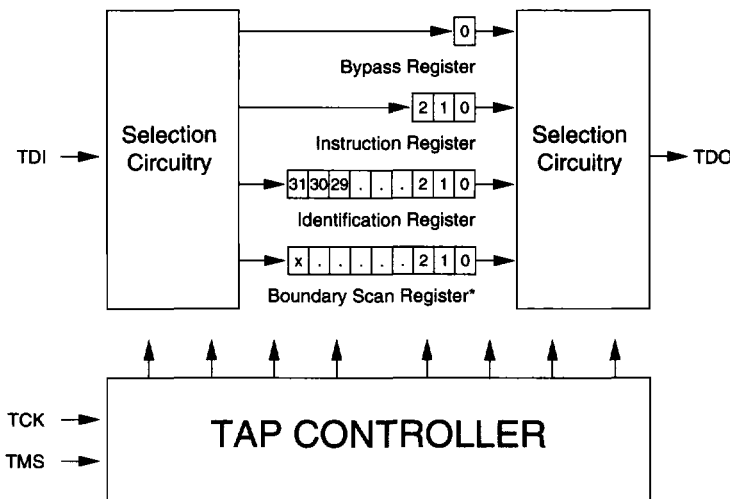 0
Bypass Register
2 1 0
Selection
Circuitry
Selection
Circuitry
Instruction Register
TDI
TDO
31 30 29 . . . 2 1 0
Identification Register
x . . . . . 2 1 0
Boundary Scan Register*
TCK
TAP CONTROLLER
TMS